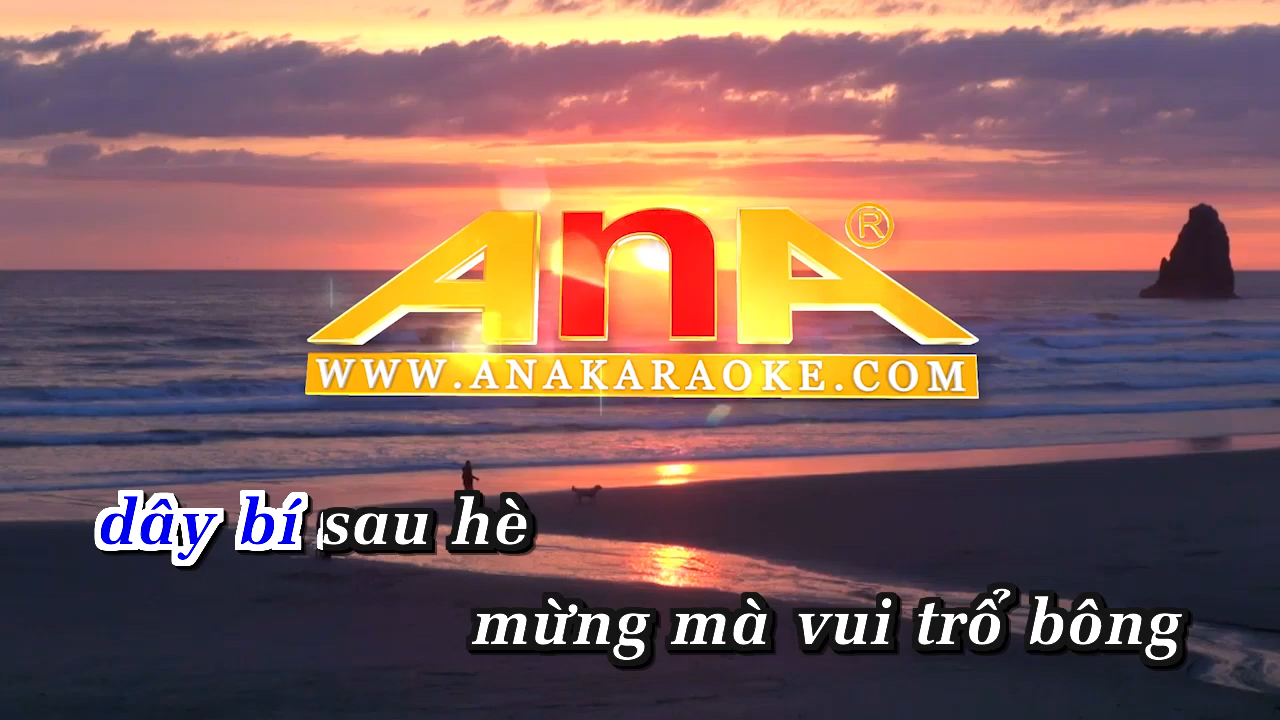 AnA®
WWW.ANAKARAOKE.COM
dây bí sau hè
mừng mà vui trổ bông